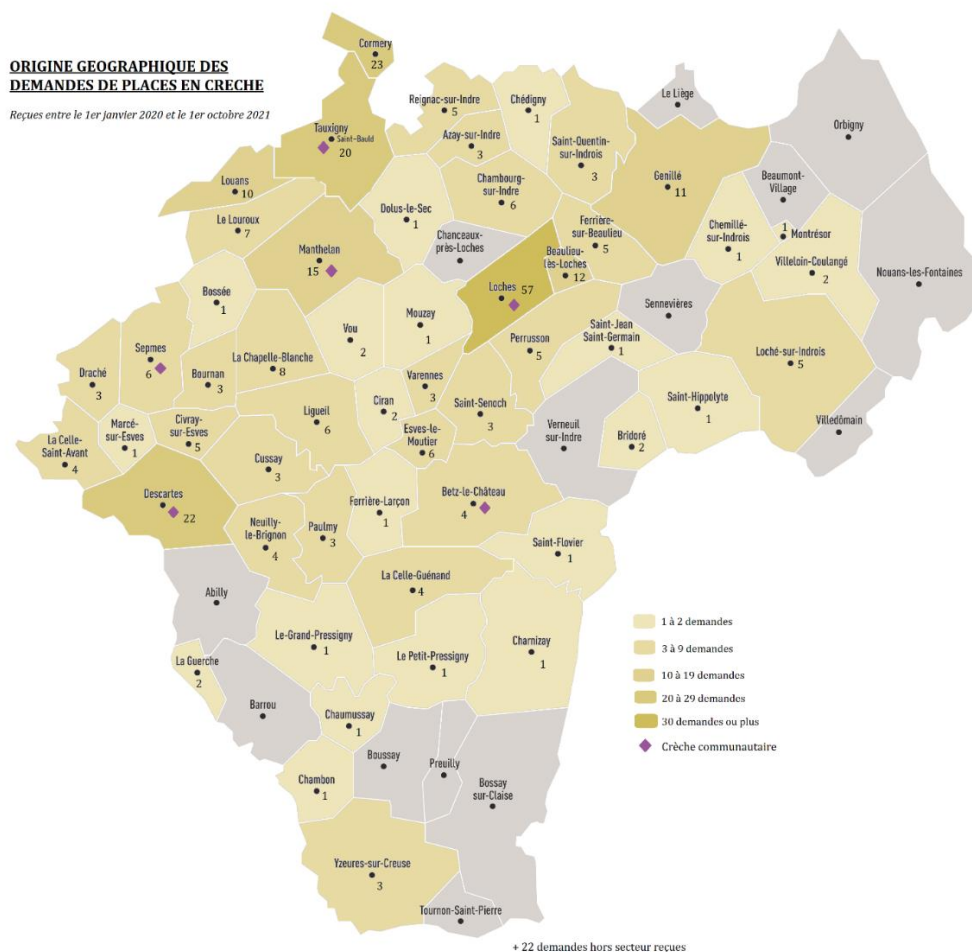 ORIGINE GEOGRAPHIQUE DES
DEMANDES DE PLACES EN CRECHE
Reçues entre le 1er janvier 2020 et le 1er octobre 2021
Cormery
23
Tauxigny
Saint-Bauld
20
Reignac-sur-Indre
5
Chédigny
1
Le Liège
Orbigny
Azay-sur-Indre
3
Saint-Quentin
sur-Indrois
3
Louans
10
Chambourg
sur-Indre
6
Genillé
11
Beaumont-
Village
Dolus-le-Sec
1
Le Louroux
7
Ferrière-
sur-Beaulieu
5
Chemillé-
sur-Indrois
1
1
Montrésor
Chanceaux-
près-Loches
Manthelan
15
Beaulieu-
lès-Loches
12
Villeloin-Coulangé
2
Nouans-les-Fontaines
Loches
57
Bossée
1
Sennevières
Mouzay
1
Vou
2
Saint-Jean
Saint-Germain
1
Perrusson
5
Sepmes
6
La Chapelle-Blanche
8
Loché-sur-Indrois
5
Draché
3
Bournan
3
Varennes
3
Ciran
2
Saint-Senoch
3
Saint-Hippolyte
1
Marcé-
sur-Esves
1
Civray-
sur-Esves
5
Ligueil
6
Esves-le-
Moutier
6
Verneuil
sur-Indre
Bridoré
2
Villedômain
La Celle-
Saint-Avant
4
Cussay
3
Descartes
22
Ferrière-Larçon
1
Betz-le-Château
4
Neuilly-
le-Brignon
4
Paulmy
3
Saint-Flovier
1
La Celle-Guénand
4
Abilly
Le-Grand-Pressigny
1
Le Petit-Pressigny
1
Charnizay
1
La Guerche
2
Barrou
Chaumussay
1
Boussay
Preuilly
Bossay
sur-Claise
Chambon
1
Yzeures-sur-Creuse
3
Tournon-Saint-Pierre
1 à 2 demandes
3 à 9 demandes
10 à 19 demandes
20 à 29 demandes
30 demandes ou plus
Crèche communautaire
+ 22 demandes hors secteur reçues